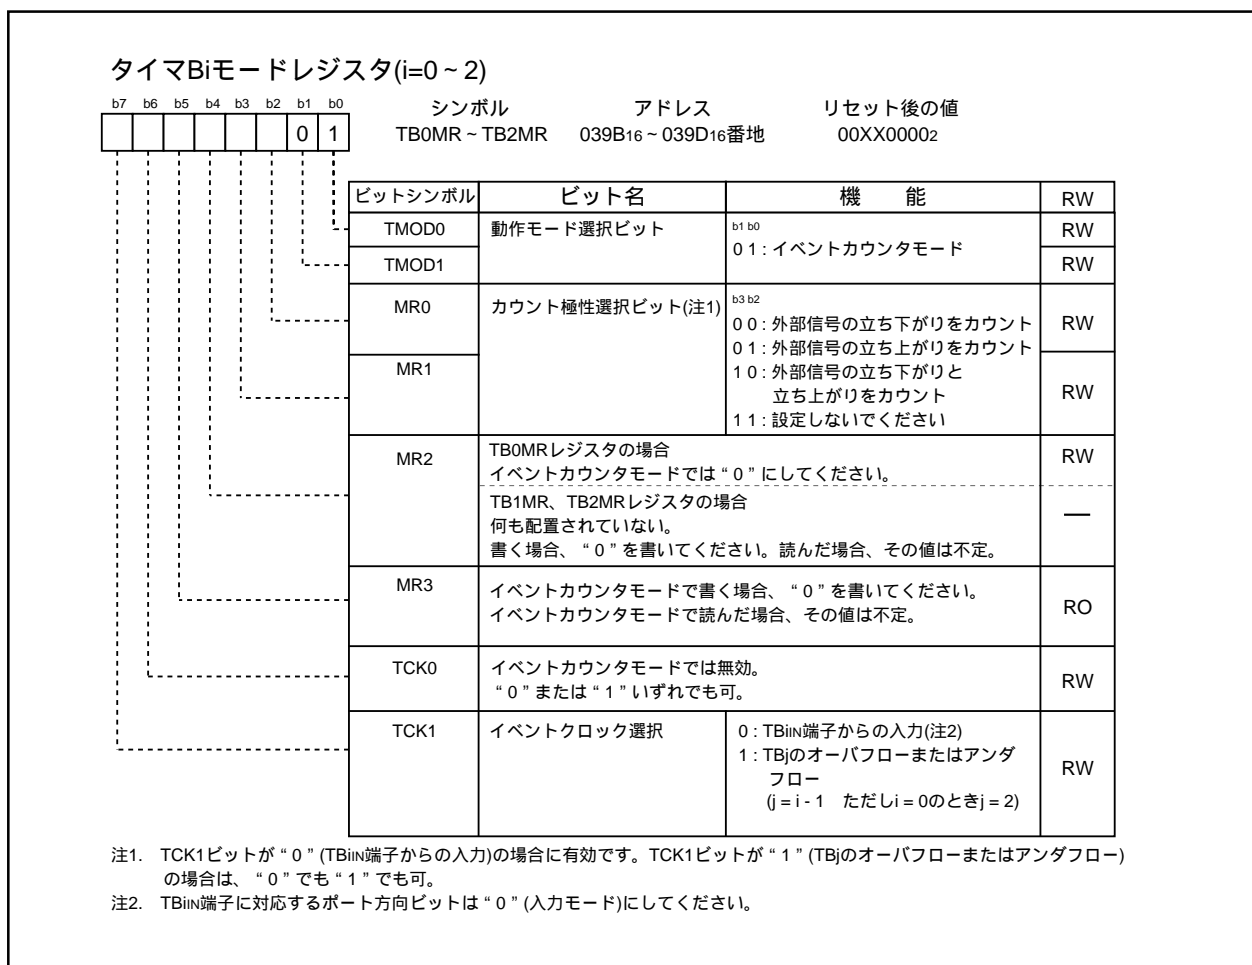 タイマBiモードレジスタ(i=0～2)
b7 b6 b5 b4 b3 b2 b1 b0
0 1
シンボル アドレス リセット後の値
TB0MR～TB2MR 039B16～039D16番地 00XX00002
ビットシンボル ビット名 機　能 RW
TMOD0 動作モード選択ビット b1 b0 RW
0 1 : イベントカウンタモード
TMOD1 RW
MR0 カウント極性選択ビット(注1) b3 b2 RW
0 0 : 外部信号の立ち下がりをカウント
0 1 : 外部信号の立ち上がりをカウント
MR1 1 0 : 外部信号の立ち下がりと RW
立ち上がりをカウント
1 1 : 設定しないでください
MR2 TB0MRレジスタの場合 RW
イベントカウンタモードでは“0”にしてください。
TB1MR、TB2MRレジスタの場合 —
何も配置されていない。
書く場合、“0”を書いてください。読んだ場合、その値は不定。
MR3 イベントカウンタモードで書く場合、“0”を書いてください。 RO
イベントカウンタモードで読んだ場合、その値は不定。
TCK0 イベントカウンタモードでは無効。 RW
“0”または“1”いずれでも可。
TCK1 イベントクロック選択 0 : TBiIN端子からの入力(注2) RW
1 : TBjのオーバフローまたはアンダ
フロー
(j = i - 1　ただしi = 0のときj = 2)
注1. TCK1ビットが“0”(TBiIN端子からの入力)の場合に有効です。TCK1ビットが“1”(TBjのオーバフローまたはアンダフロー)
の場合は、“0”でも“1”でも可。
注2. TBiIN端子に対応するポート方向ビットは“0”(入力モード)にしてください。